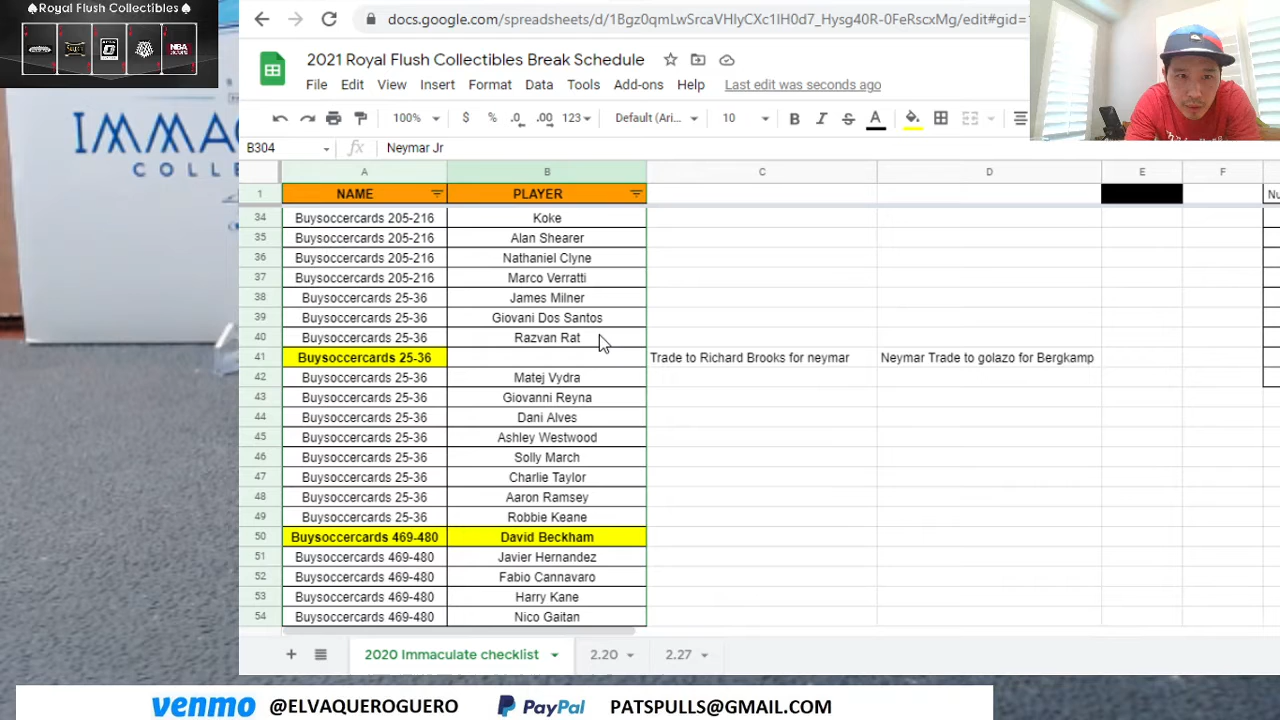 ♠Royal Flush Collectibles♠
SELECT
NBA
IMMAC
COLLE
docs.google.com/spreadsheets/d/1Bgz0qmLwSrcaVHIyCXc1IH0d7_Hysg40R-0FeRscxMg/edit#gid=
2021 Royal Flush Collectibles Break Schedule
File Edit View Insert Format Data Tools Add-ons Help Last edit was seconds ago
100% $ % .0 .00 123 Default (Ari... 10 B I S A
B304 fx Neymar Jr
A B C D E F
1 NAME PLAYER Nu
34 Buysoccercards 205-216 Koke
35 Buysoccercards 205-216 Alan Shearer
36 Buysoccercards 205-216 Nathaniel Clyne
37 Buysoccercards 205-216 Marco Verratti
38 Buysoccercards 25-36 James Milner
39 Buysoccercards 25-36 Giovani Dos Santos
40 Buysoccercards 25-36 Razvan Rat
41 Buysoccercards 25-36 Trade to Richard Brooks for neymar Neymar Trade to golazo for Bergkamp
42 Buysoccercards 25-36 Matej Vydra
43 Buysoccercards 25-36 Giovanni Reyna
44 Buysoccercards 25-36 Dani Alves
45 Buysoccercards 25-36 Ashley Westwood
46 Buysoccercards 25-36 Solly March
47 Buysoccercards 25-36 Charlie Taylor
48 Buysoccercards 25-36 Aaron Ramsey
49 Buysoccercards 25-36 Robbie Keane
50 Buysoccercards 469-480 David Beckham
51 Buysoccercards 469-480 Javier Hernandez
52 Buysoccercards 469-480 Fabio Cannavaro
53 Buysoccercards 469-480 Harry Kane
54 Buysoccercards 469-480 Nico Gaitan
+ 2020 Immaculate checklist 2.20 2.27
venmo @ELVAQUEROGUERO PayPal PATSPULLS@GMAIL.COM